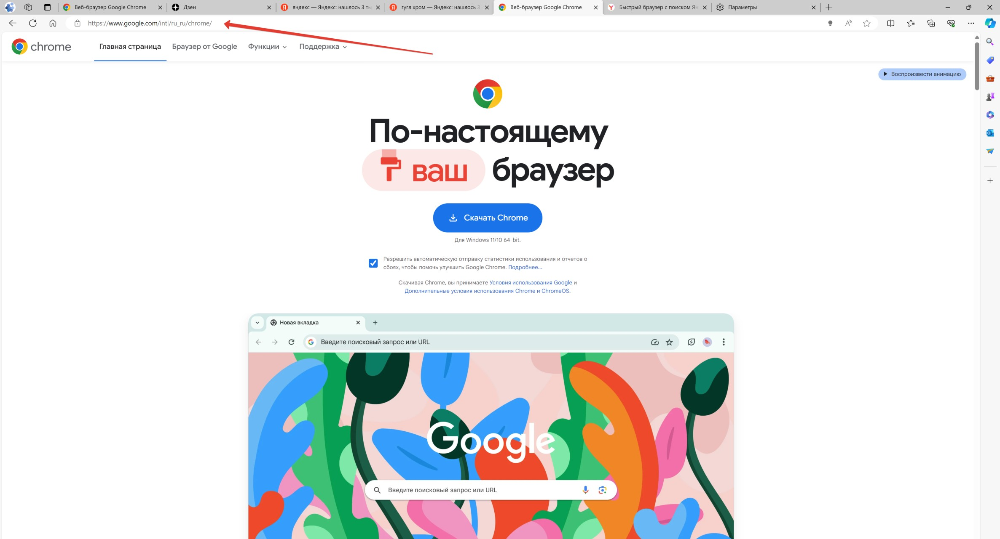 Веб-браузер Google Chrome
Дзен
яндекс — Яндекс: нашлось 3 ты
гугл хром — Яндекс: нашлось 3
Веб-браузер Google Chrome
Быстрый браузер с поиском Ян
Параметры
https://www.google.com/intl/ru_ru/chrome/
chrome
Главная страница
Браузер от Google
Функции
Поддержка
Воспроизвести анимацию
По-настоящему
ваш браузер
Скачать Chrome
Для Windows 11/10 64-bit.
Разрешить автоматическую отправку статистики использования и отчетов о
сбоях, чтобы помочь улучшить Google Chrome. Подробнее...
Скачивая Chrome, вы принимаете Условия использования Google и
Дополнительные условия использования Chrome и ChromeOS.
Новая вкладка
Введите поисковый запрос или URL
Google
Введите поисковый запрос или URL